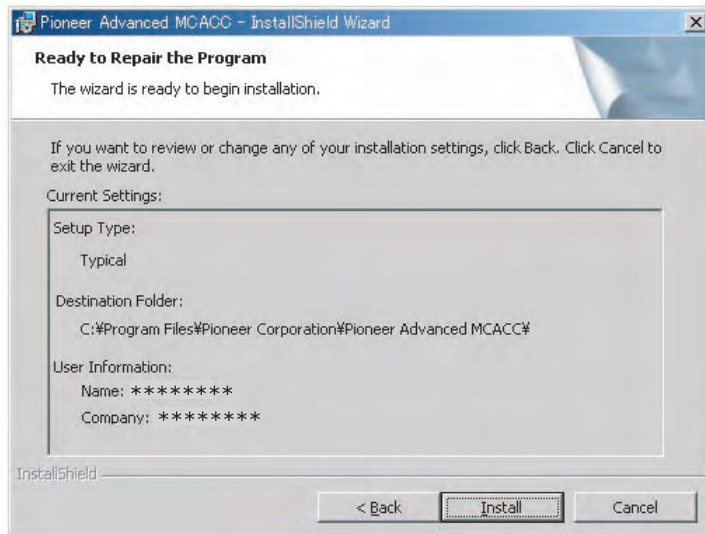 Pioneer Advanced MCACC - InstallShield Wizard
Ready to Repair the Program
The wizard is ready to begin installation.
If you want to review or change any of your installation settings, click Back. Click Cancel to
exit the wizard.
Current Settings:
Setup Type:
Typical
Destination Folder:
C:¥Program Files¥Pioneer Corporation¥Pioneer Advanced MCACC¥
User Information:
Name: ********
Company: ********
InstallShield
< Back
Install
Cancel